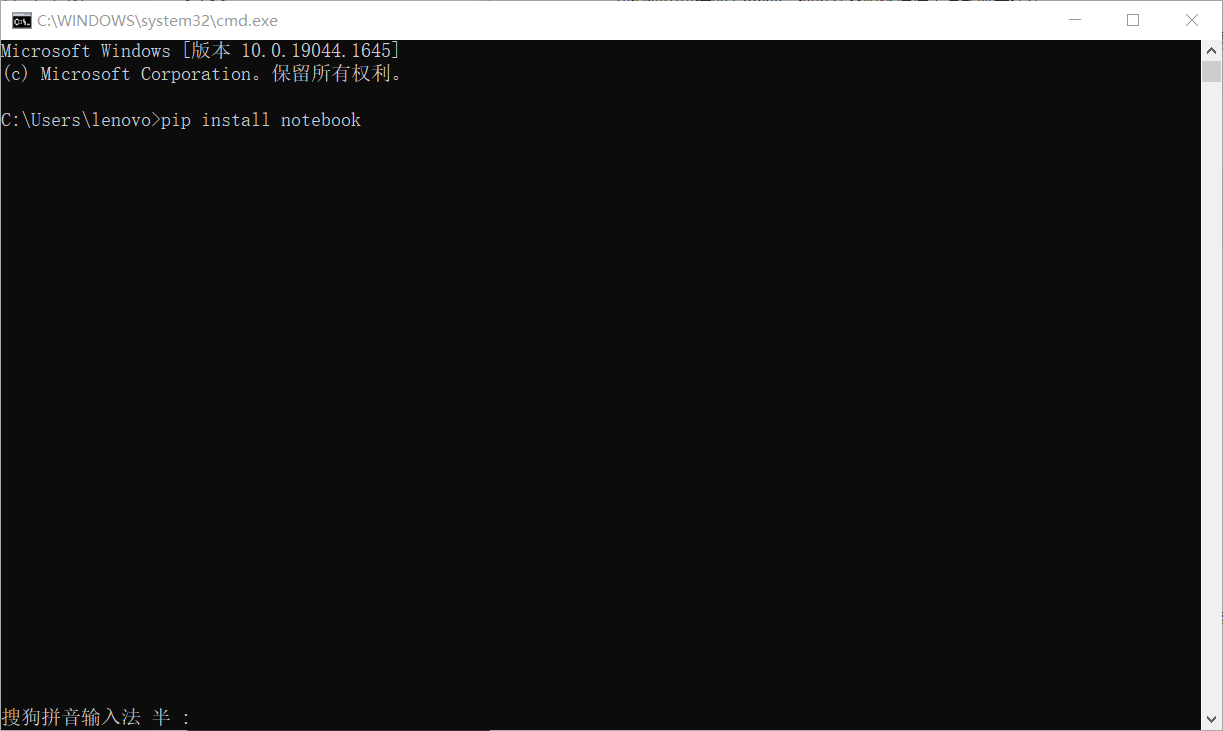 C:\WINDOWS\system32\cmd.exe
Microsoft Windows [版本 10.0.19044.1645]
(c) Microsoft Corporation。保留所有权利。
C:\Users\lenovo>pip install notebook
搜狗拼音输入法 半 :